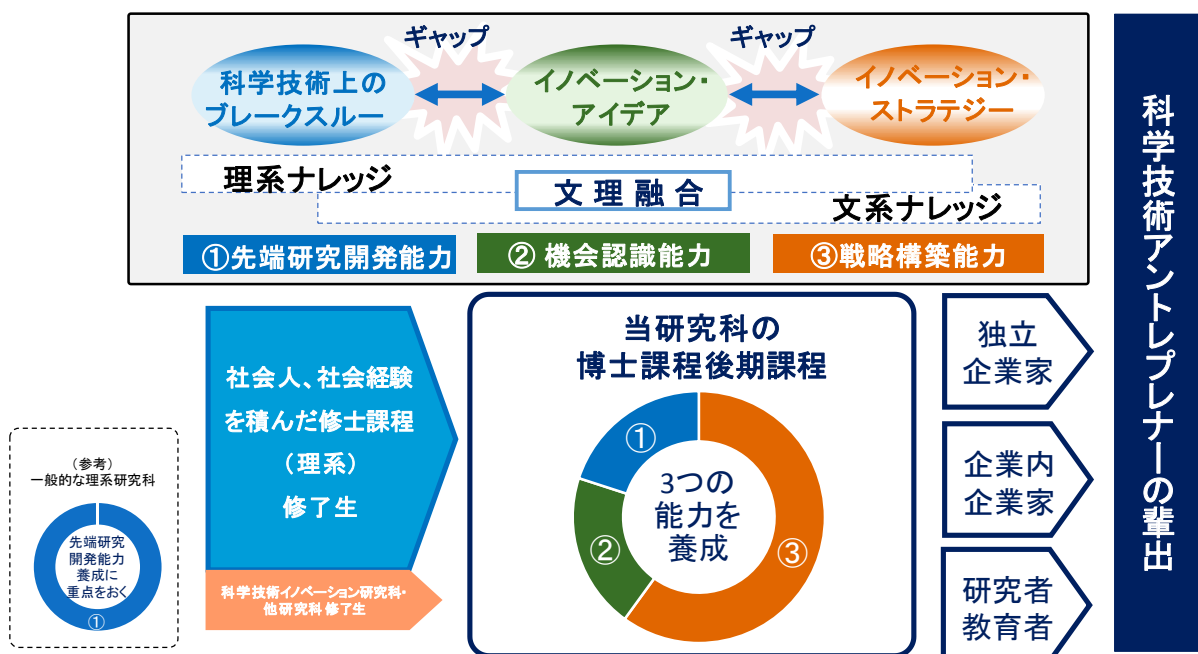 ギャップ
ギャップ
科学技術上の
ブレークスルー
イノベーション・
アイデア
イノベーション・
ストラテジー
理系ナレッジ
文理融合
文系ナレッジ
①先端研究開発能力
②機会認識能力
③戦略構築能力
社会人、社会経験
を積んだ修士課程
（理系）
修了生
科学技術イノベーション研究科・
他研究科修了生
（参考）
一般的な理系研究科
先端研究
開発能力
養成に
重点をおく
①
当研究科の
博士課程後期課程
①
②
③
3つの
能力を
養成
独立
企業家
企業内
企業家
研究者
教育者
科学技術アントレプレナーの輩出